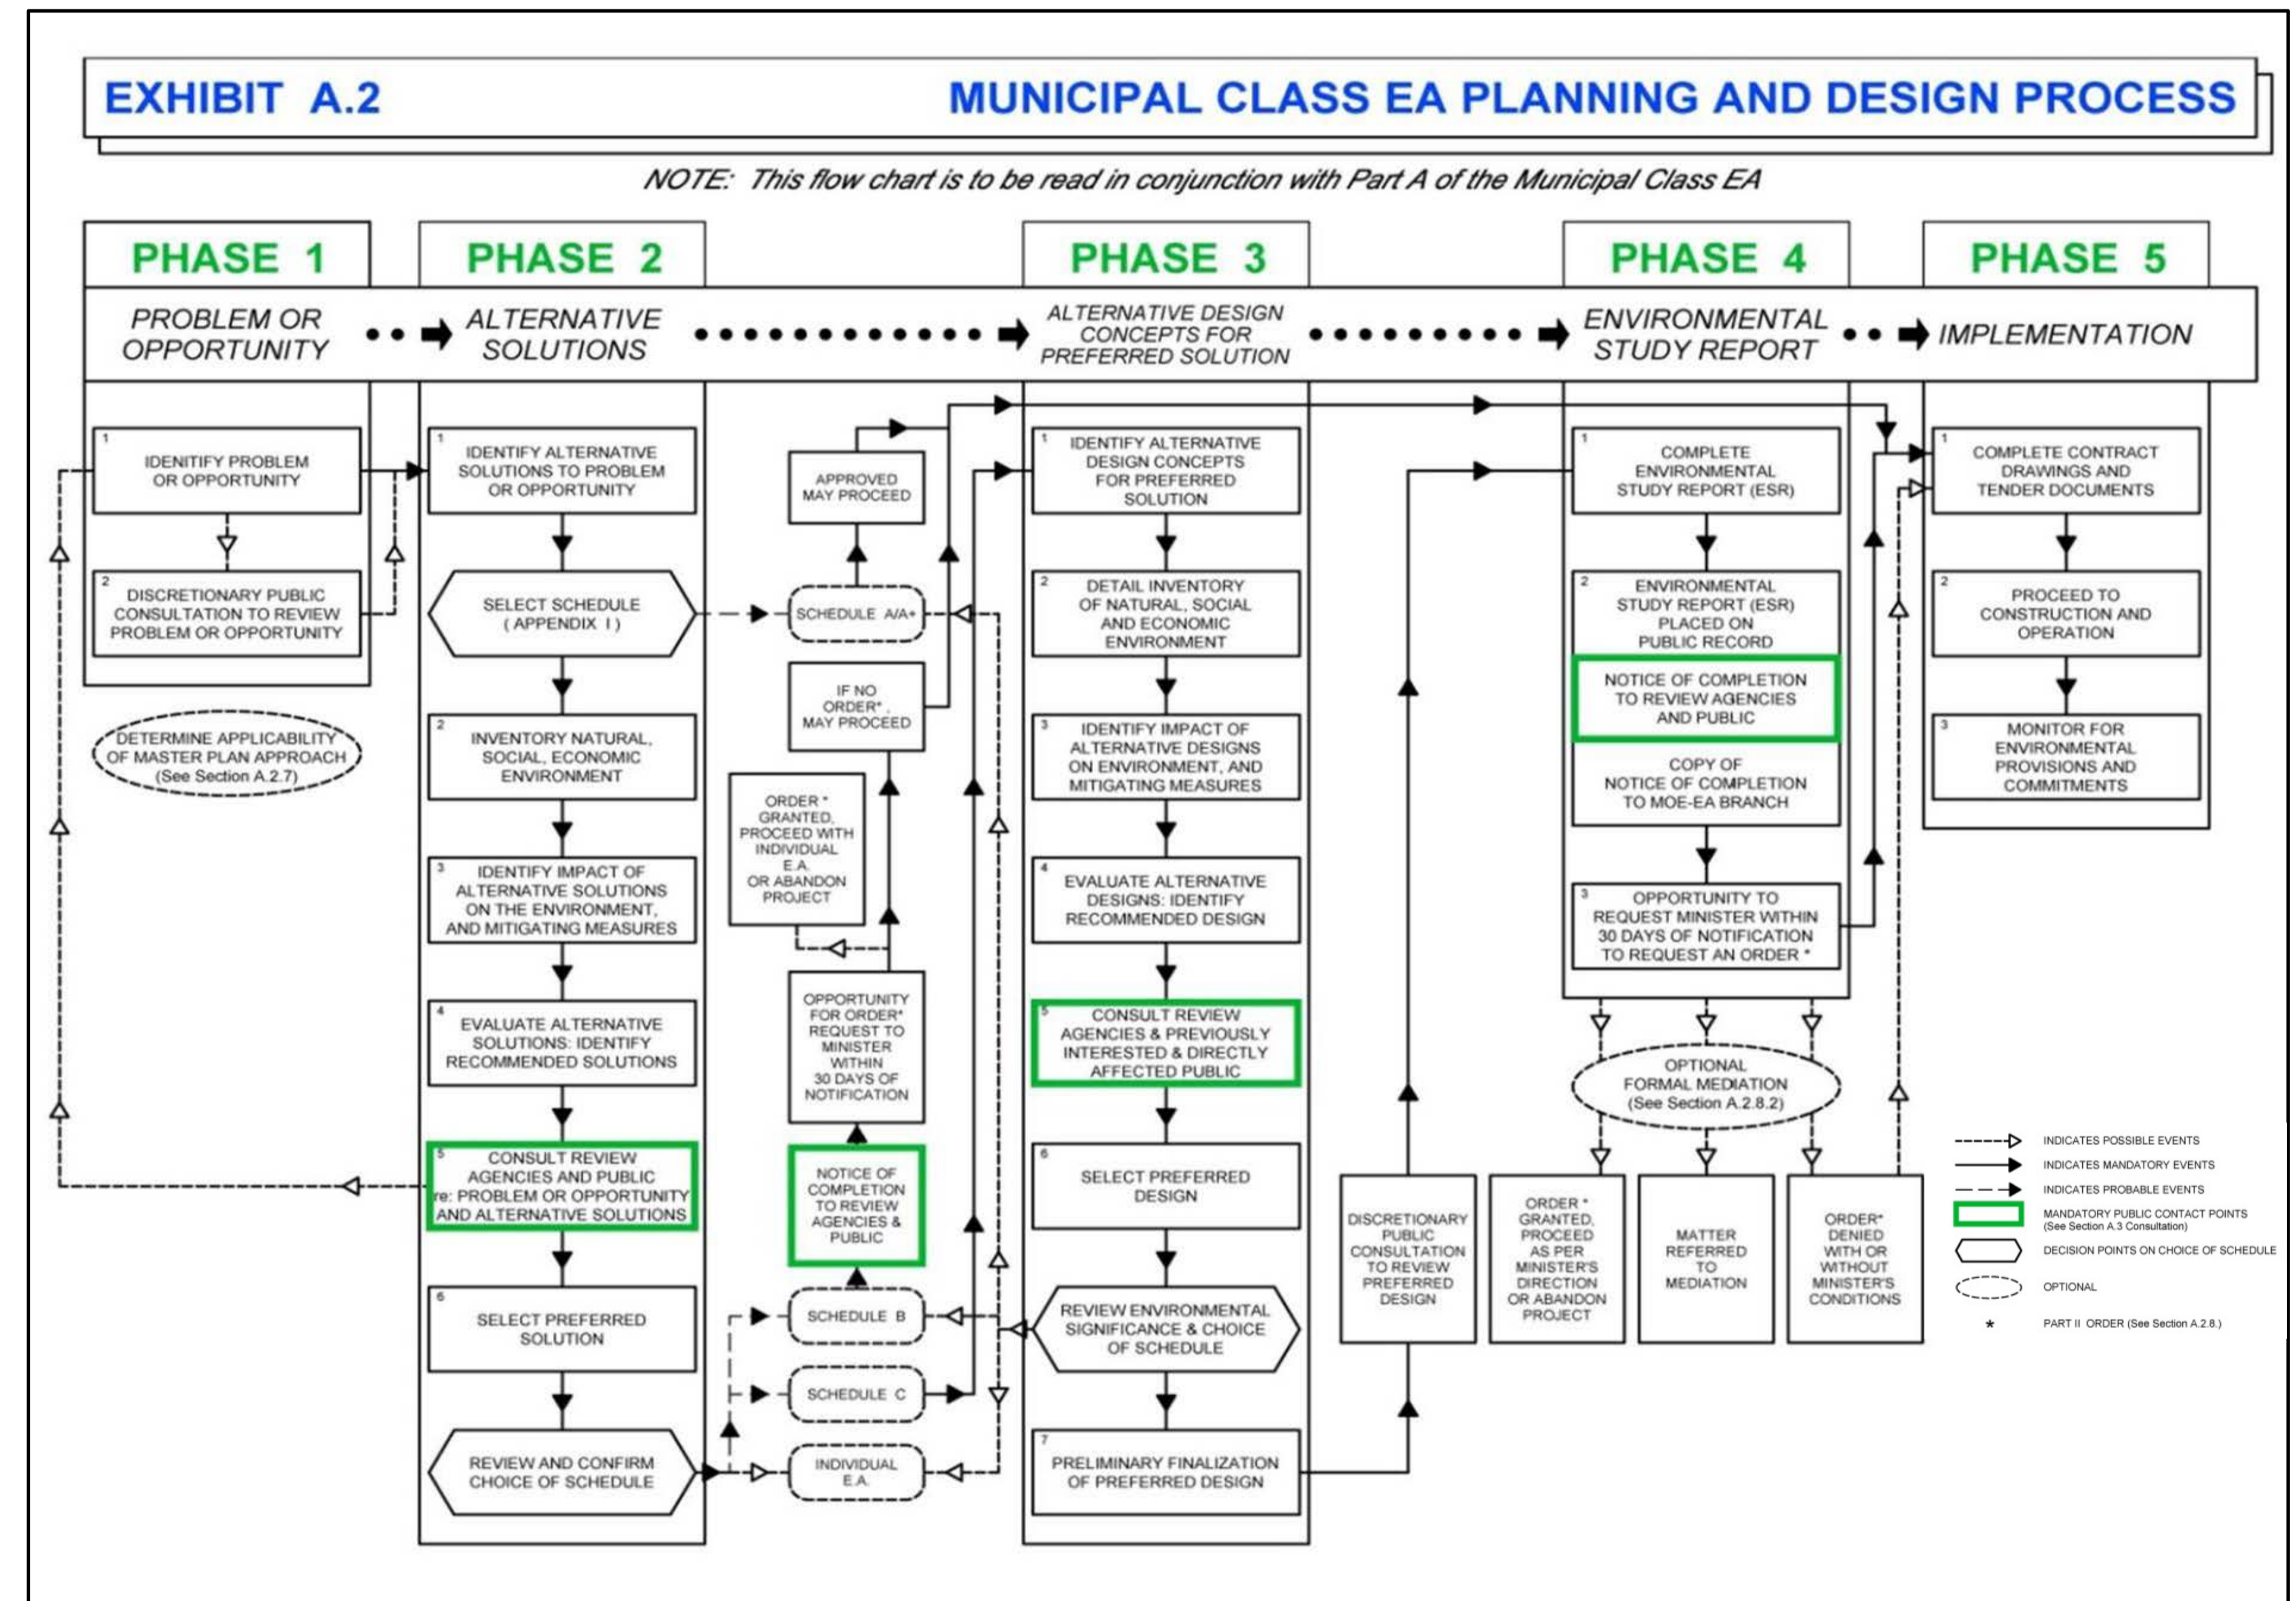 EXHIBIT A.2
MUNICIPAL CLASS EA PLANNING AND DESIGN PROCESS
NOTE: This flow chart is to be read in conjunction with Part A of the Municipal Class EA
PHASE 1
PROBLEM OR
OPPORTUNITY
1
IDENITIFY PROBLEM
OR OPPORTUNITY
2
DISCRETIONARY PUBLIC
CONSULTATION TO REVIEW
PROBLEM OR OPPORTUNITY
DETERMINE APPLICABILITY
OF MASTER PLAN APPROACH
(See Section A.2.7)
PHASE 2
ALTERNATIVE
SOLUTIONS
1
IDENTIFY ALTERNATIVE
SOLUTIONS TO PROBLEM
OR OPPORTUNITY
SELECT SCHEDULE
( APPENDIX I )
2
INVENTORY NATURAL,
SOCIAL, ECONOMIC
ENVIRONMENT
3
IDENTIFY IMPACT OF
ALTERNATIVE SOLUTIONS
ON THE ENVIRONMENT,
AND MITIGATING MEASURES
4
EVALUATE ALTERNATIVE
SOLUTIONS: IDENTIFY
RECOMMENDED SOLUTIONS
5
CONSULT REVIEW
AGENCIES AND PUBLIC
re: PROBLEM OR OPPORTUNITY
AND ALTERNATIVE SOLUTIONS
6
SELECT PREFERRED
SOLUTION
REVIEW AND CONFIRM
CHOICE OF SCHEDULE
APPROVED
MAY PROCEED
SCHEDULE A/A+
IF NO
ORDER*,
MAY PROCEED
ORDER *
GRANTED,
PROCEED WITH
INDIVIDUAL
E.A.
OR ABANDON
PROJECT
OPPORTUNITY
FOR ORDER*
REQUEST TO
MINISTER
WITHIN
30 DAYS OF
NOTIFICATION
NOTICE OF
COMPLETION
TO REVIEW
AGENCIES &
PUBLIC
SCHEDULE B
SCHEDULE C
INDIVIDUAL
E.A.
PHASE 3
ALTERNATIVE DESIGN
CONCEPTS FOR
PREFERRED SOLUTION
1
IDENTIFY ALTERNATIVE
DESIGN CONCEPTS
FOR PREFERRED
SOLUTION
2
DETAIL INVENTORY
OF NATURAL, SOCIAL
AND ECONOMIC
ENVIRONMENT
3
IDENTIFY IMPACT OF
ALTERNATIVE DESIGNS
ON ENVIRONMENT, AND
MITIGATING MEASURES
4
EVALUATE ALTERNATIVE
DESIGNS: IDENTIFY
RECOMMENDED DESIGN
5
CONSULT REVIEW
AGENCIES & PREVIOUSLY
INTERESTED & DIRECTLY
AFFECTED PUBLIC
6
SELECT PREFERRED
DESIGN
REVIEW ENVIRONMENTAL
SIGNIFICANCE & CHOICE
OF SCHEDULE
7
PRELIMINARY FINALIZATION
OF PREFERRED DESIGN
DISCRETIONARY
PUBLIC
CONSULTATION
TO REVIEW
PREFERRED
DESIGN
PHASE 4
ENVIRONMENTAL
STUDY REPORT
1
COMPLETE
ENVIRONMENTAL
STUDY REPORT (ESR)
2
ENVIRONMENTAL
STUDY REPORT (ESR)
PLACED ON
PUBLIC RECORD
NOTICE OF COMPLETION
TO REVIEW AGENCIES
AND PUBLIC
COPY OF
NOTICE OF COMPLETION
TO MOE-EA BRANCH
3
OPPORTUNITY TO
REQUEST MINISTER WITHIN
30 DAYS OF NOTIFICATION
TO REQUEST AN ORDER *
OPTIONAL
FORMAL MEDIATION
(See Section A.2.8.2)
ORDER *
GRANTED,
PROCEED
AS PER
MINISTER'S
DIRECTION
OR ABANDON
PROJECT
MATTER
REFERRED
TO
MEDIATION
ORDER*
DENIED
WITH OR
WITHOUT
MINISTER'S
CONDITIONS
PHASE 5
IMPLEMENTATION
1
COMPLETE CONTRACT
DRAWINGS AND
TENDER DOCUMENTS
2
PROCEED TO
CONSTRUCTION AND
OPERATION
3
MONITOR FOR
ENVIRONMENTAL
PROVISIONS AND
COMMITMENTS
INDICATES POSSIBLE EVENTS
INDICATES MANDATORY EVENTS
INDICATES PROBABLE EVENTS
MANDATORY PUBLIC CONTACT POINTS
(See Section A.3 Consultation)
DECISION POINTS ON CHOICE OF SCHEDULE
OPTIONAL
* PART II ORDER (See Section A.2.8.)